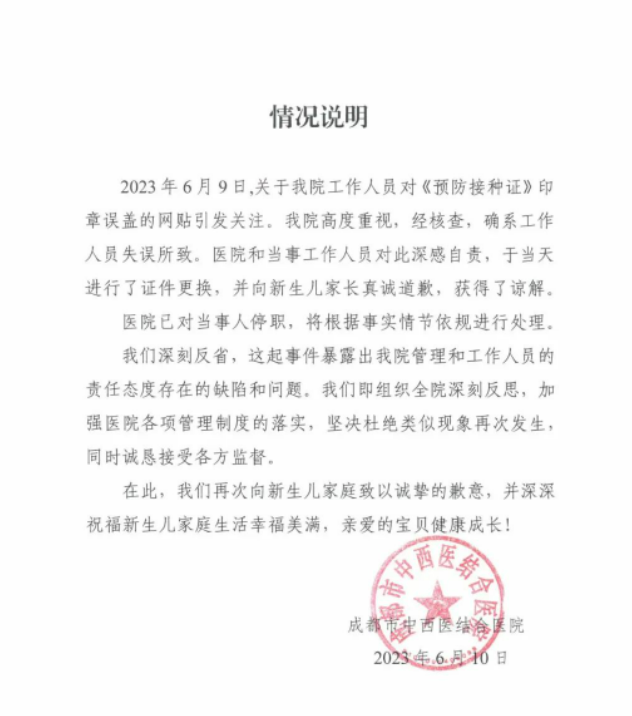 情况说明
2023 年 6 月 9 日,关于我院工作人员对《预防接种证》印
章误盖的网贴引发关注。我院高度重视，经核查，确系工作
人员失误所致。医院和当事工作人员对此深感自责，于当天
进行了证件更换，并向新生儿家长真诚道歉，获得了谅解。
医院已对当事人停职，将根据事实情节依规进行处理。
我们深刻反省，这起事件暴露出我院管理和工作人员的
责任态度存在的缺陷和问题。我们即组织全院深刻反思，加
强医院各项管理制度的落实，坚决杜绝类似现象再次发生，
同时诚恳接受各方监督。
在此，我们再次向新生儿家庭致以诚挚的歉意，并深深
祝福新生儿家庭生活幸福美满，亲爱的宝贝健康成长！
成都市中西医结合医院
2023 年 6 月 10 日
成都市中西医结合医院